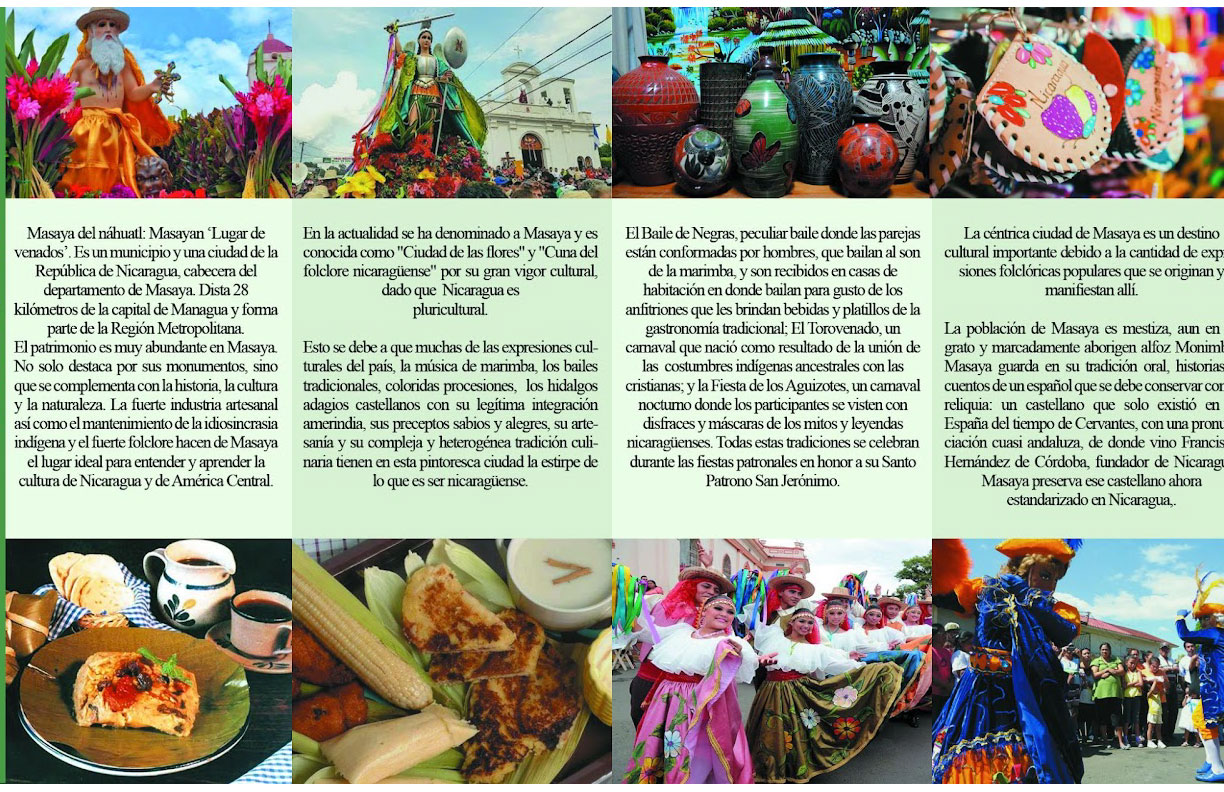 Masaya del náhuatl: Masayan ‘Lugar de
venados’. Es un municipio y una ciudad de la
República de Nicaragua, cabecera del
departamento de Masaya. Dista 28
kilómetros de la capital de Managua y forma
parte de la Región Metropolitana.
El patrimonio es muy abundante en Masaya.
No solo destaca por sus monumentos, sino
que se complementa con la historia, la cultura
y la naturaleza. La fuerte industria artesanal
así como el mantenimiento de la idiosincrasia
indígena y el fuerte folclore hacen de Masaya
el lugar ideal para entender y aprender la
cultura de Nicaragua y de América Central.
En la actualidad se ha denominado a Masaya y es
conocida como "Ciudad de las flores" y "Cuna del
folclore nicaragüense" por su gran vigor cultural,
dado que Nicaragua es
pluricultural.
Esto se debe a que muchas de las expresiones cul-
turales del país, la música de marimba, los bailes
tradicionales, coloridas procesiones, los hidalgos
adagios castellanos con su legítima integración
amerindia, sus preceptos sabios y alegres, su arte-
sanía y su compleja y heterogénea tradición culi-
naria tienen en esta pintoresca ciudad la estirpe de
lo que es ser nicaragüense.
El Baile de Negras, peculiar baile donde las parejas
están conformadas por hombres, que bailan al son
de la marimba, y son recibidos en casas de
habitación en donde bailan para gusto de los
anfitriones que les brindan bebidas y platillos de la
gastronomía tradicional; El Torovenado, un
carnaval que nació como resultado de la unión de
las costumbres indígenas ancestrales con las
cristianas; y la Fiesta de los Aguizotes, un carnaval
nocturno donde los participantes se visten con
disfraces y máscaras de los mitos y leyendas
nicaragüenses. Todas estas tradiciones se celebran
durante las fiestas patronales en honor a su Santo
Patrono San Jerónimo.
Nicaragua
La céntrica ciudad de Masaya es un destino
cultural importante debido a la cantidad de expr
siones folclóricas populares que se originan y
manifiestan allí.
La población de Masaya es mestiza, aun en
grato y marcadamente aborigen alfoz Monimb
Masaya guarda en su tradición oral, historias
cuentos de un español que se debe conservar con
reliquia: un castellano que solo existió en
España del tiempo de Cervantes, con una pronu
ciación cuasi andaluza, de donde vino Francis
Hernández de Córdoba, fundador de Nicaragu
Masaya preserva ese castellano ahora
estandarizado en Nicaragua,.